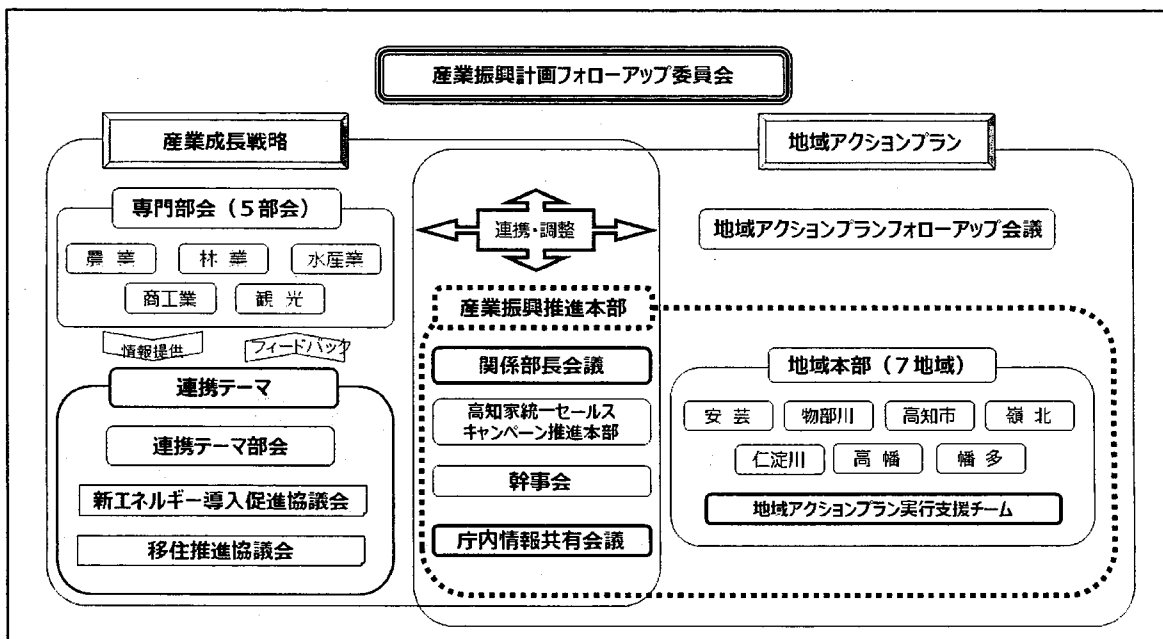 産業振興計画フォローアップ委員会
産業成長戦略
地域アクションプラン
専門部会（５部会）
農 業
林 業
水産業
商工業
観 光
情報提供
フィードバック
連携テーマ
連携テーマ部会
新エネルギー導入促進協議会
移住推進協議会
連携・調整
産業振興推進本部
関係部長会議
高知家統一セールス
キャンペーン推進本部
幹事会
庁内情報共有会議
地域アクションプランフォローアップ会議
地域本部（７地域）
安 芸
物部川
高知市
嶺 北
仁淀川
高 幡
幡 多
地域アクションプラン実行支援チーム